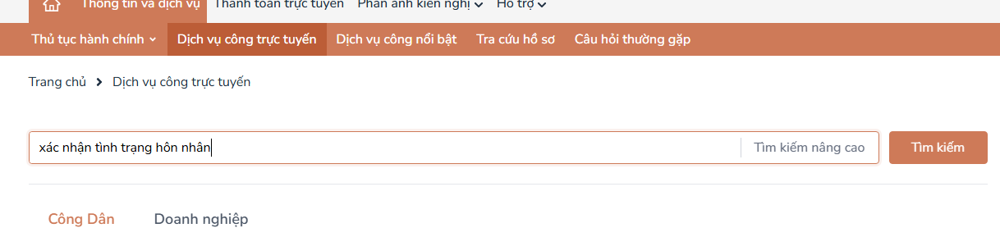 Thông tin và dịch vụ Thanh toán trực tuyến Phản ánh kiến nghị Hỗ trợ
Thủ tục hành chính Dịch vụ công trực tuyến Dịch vụ công nổi bật Tra cứu hồ sơ Câu hỏi thường gặp
Trang chủ > Dịch vụ công trực tuyến
xác nhận tình trạng hôn nhân Tìm kiếm nâng cao Tìm kiếm
Công Dân Doanh nghiệp